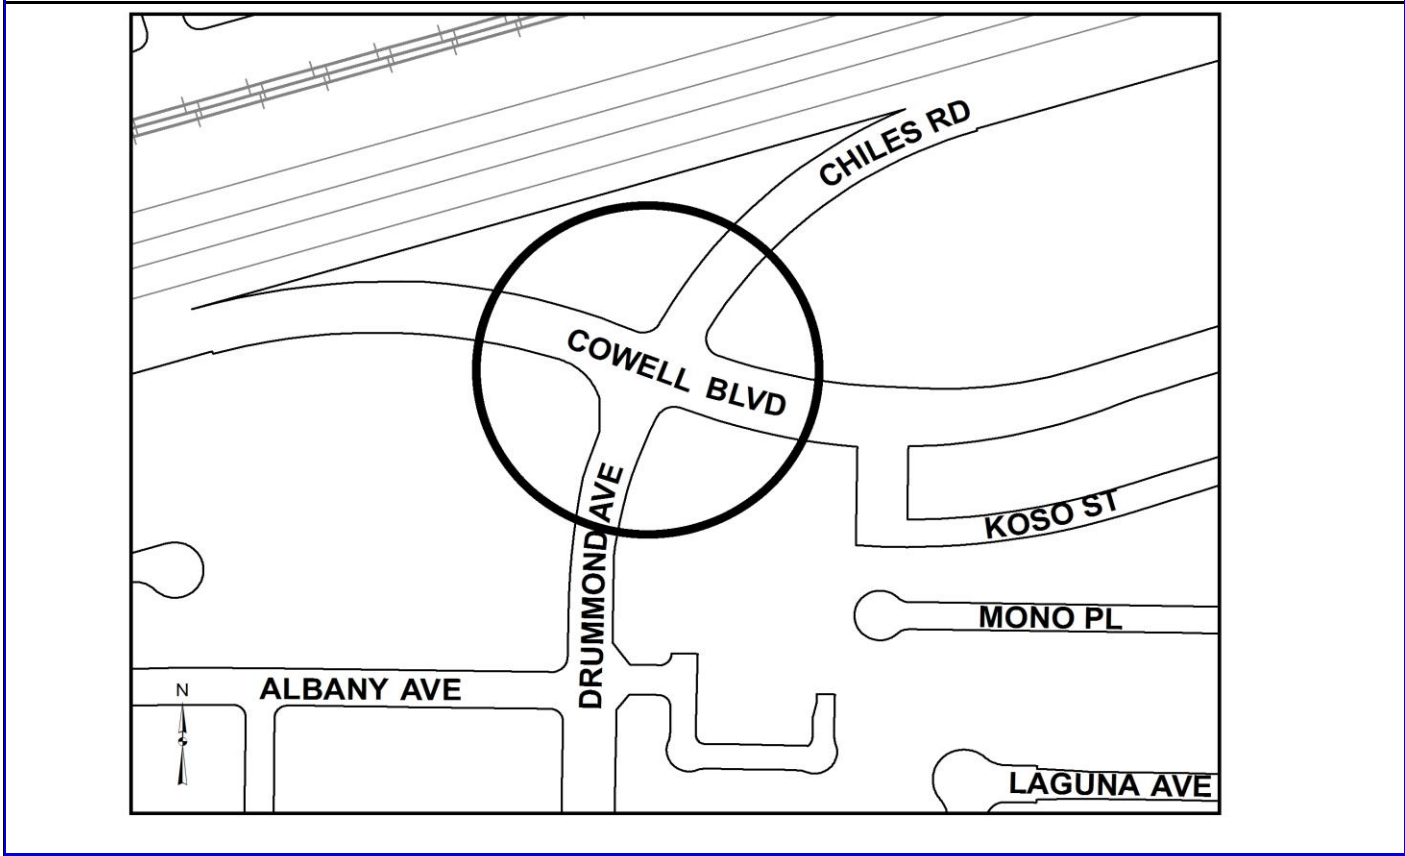 CHILES RD
COWELL BLVD
DRUMMOND AVE
KOSO ST
MONO PL
N
ALBANY AVE
LAGUNA AVE